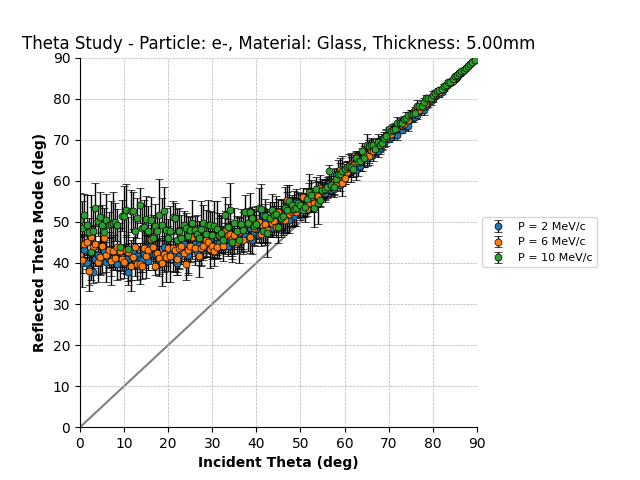 Theta Study - Particle: e-, Material: Glass, Thickness: 5.00mm
90
80
70
60
50
40
30
20
10
0
Reflected Theta Mode (deg)
0 10 20 30 40 50 60 70 80 90
Incident Theta (deg)
P = 2 MeV/c
P = 6 MeV/c
P = 10 MeV/c